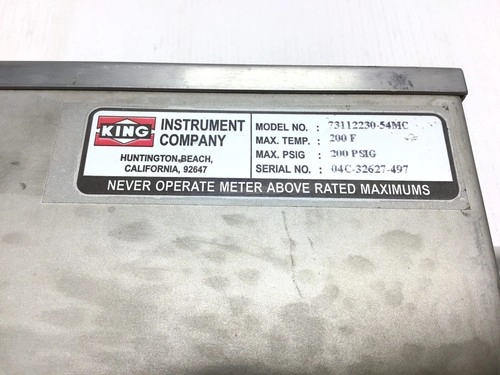 KING INSTRUMENT COMPANY
HUNTINGTON BEACH,
CALIFORNIA, 92647
MODEL NO. : 73112230-54MC
MAX. TEMP. : 200 F
MAX. PSIG : 200 PSIG
SERIAL NO. : 04C-32627-497
NEVER OPERATE METER ABOVE RATED MAXIMUMS